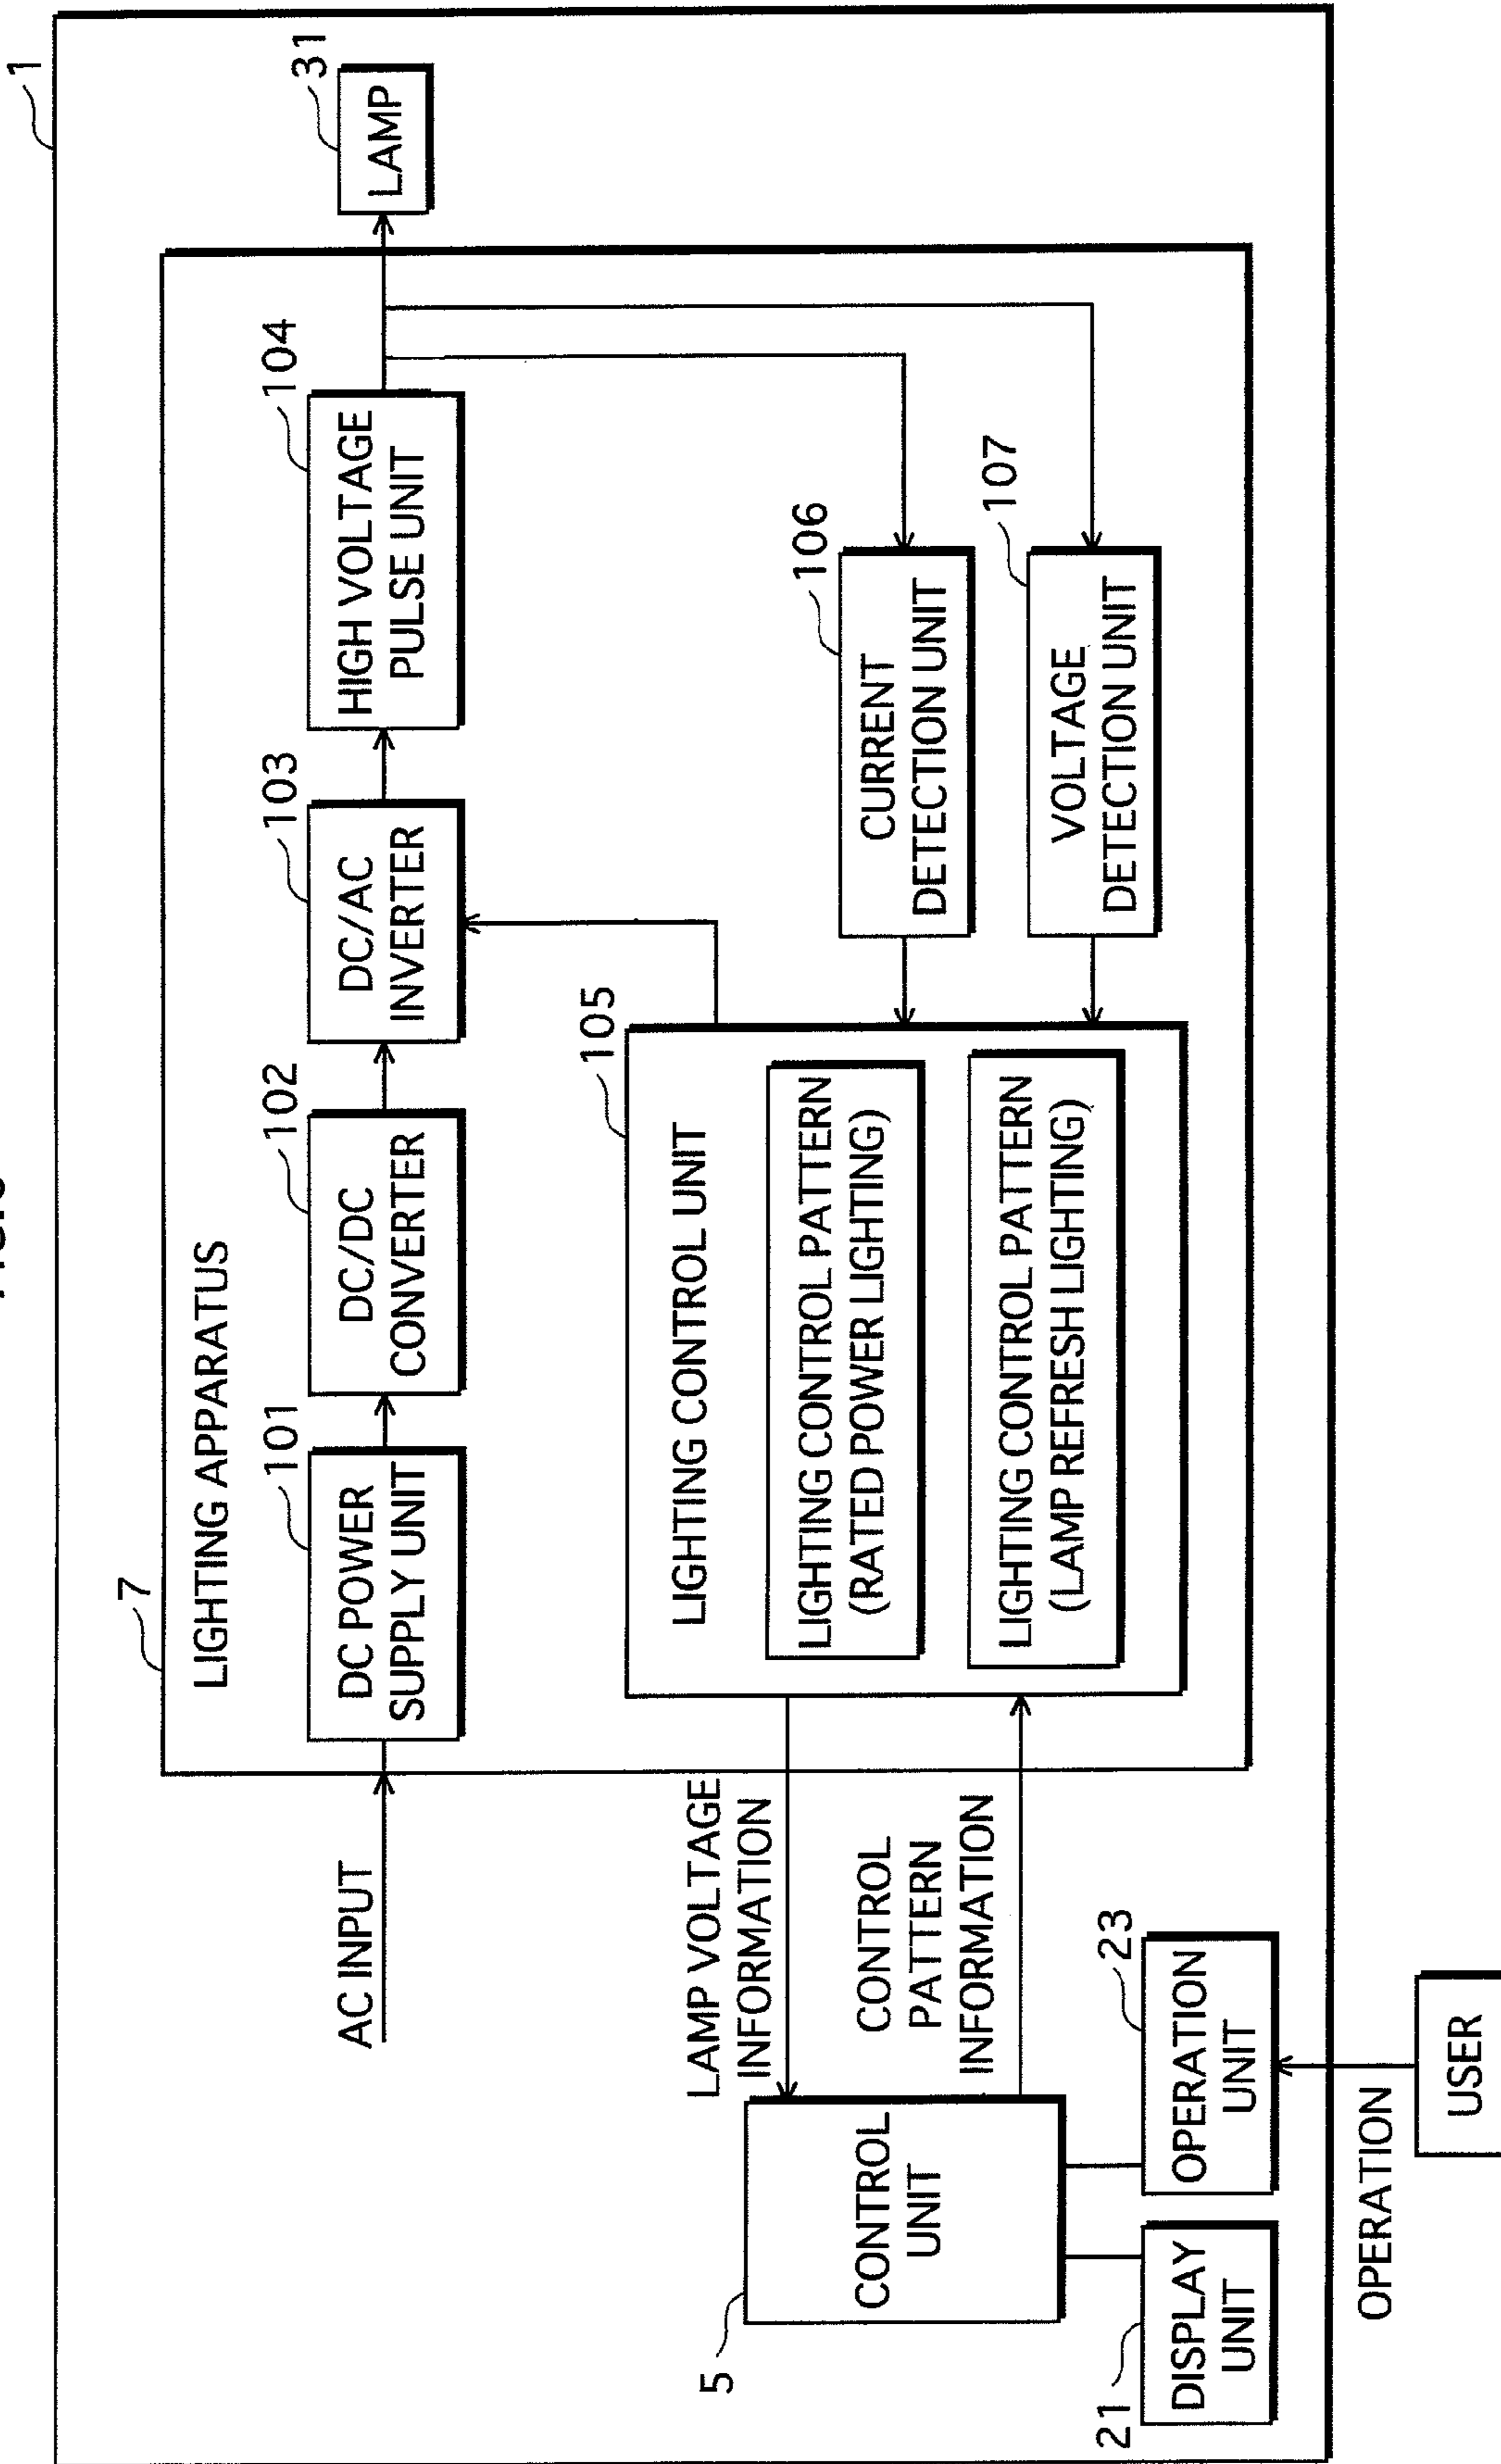 1
7
LIGHTING APPARATUS
AC INPUT
101
DC POWER
SUPPLY UNIT
102
DC/DC
CONVERTER
103
DC/AC
INVERTER
104
HIGH VOLTAGE
PULSE UNIT
31
LAMP
105
LIGHTING CONTROL UNIT
LIGHTING CONTROL PATTERN
(RATED POWER LIGHTING)
LIGHTING CONTROL PATTERN
(LAMP REFRESH LIGHTING)
106
CURRENT
DETECTION UNIT
107
VOLTAGE
DETECTION UNIT
LAMP VOLTAGE
INFORMATION
CONTROL
PATTERN
INFORMATION
5
CONTROL
UNIT
21
DISPLAY
UNIT
23
OPERATION
UNIT
OPERATION
USER